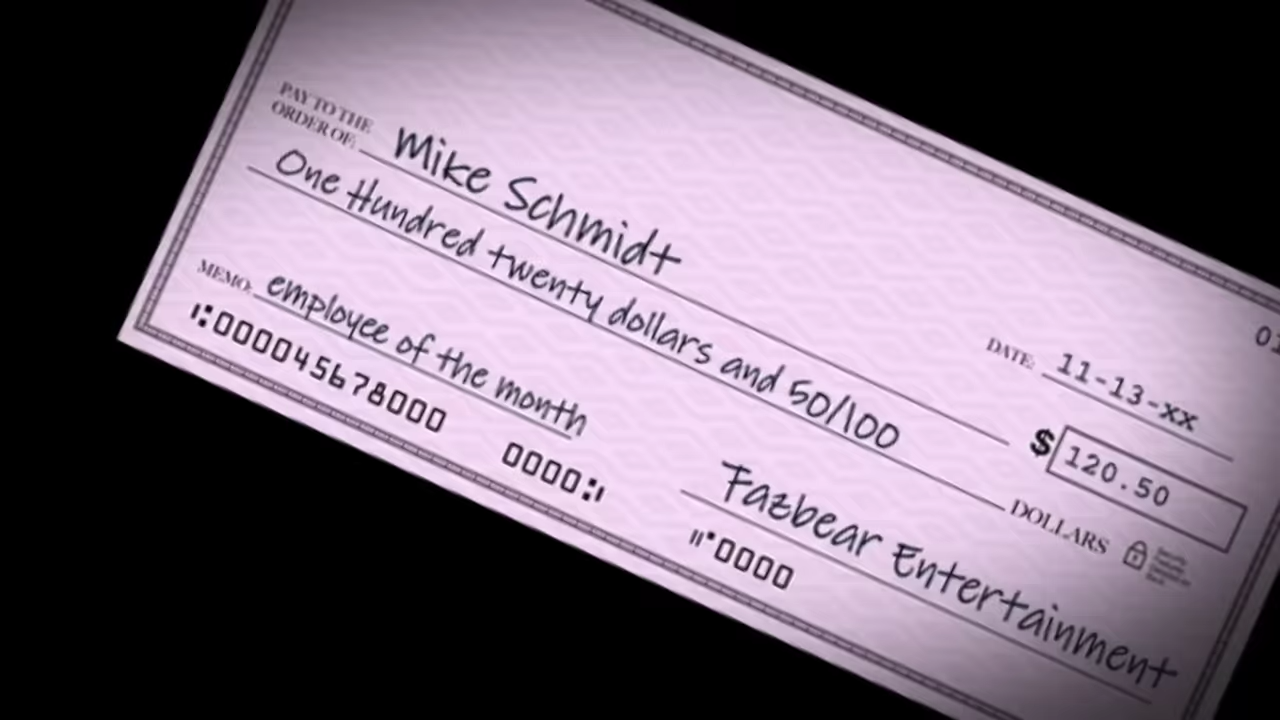 PAY TO THE
ORDER OF: Mike Schmidt
One Hundred twenty dollars and 50/100
DOLLARS
01
DATE: 11-13-XX
$ 120.50
MEMO: employee of the month
Fazbear Entertainment
⑆000045678000 0000⑆ ⑈0000